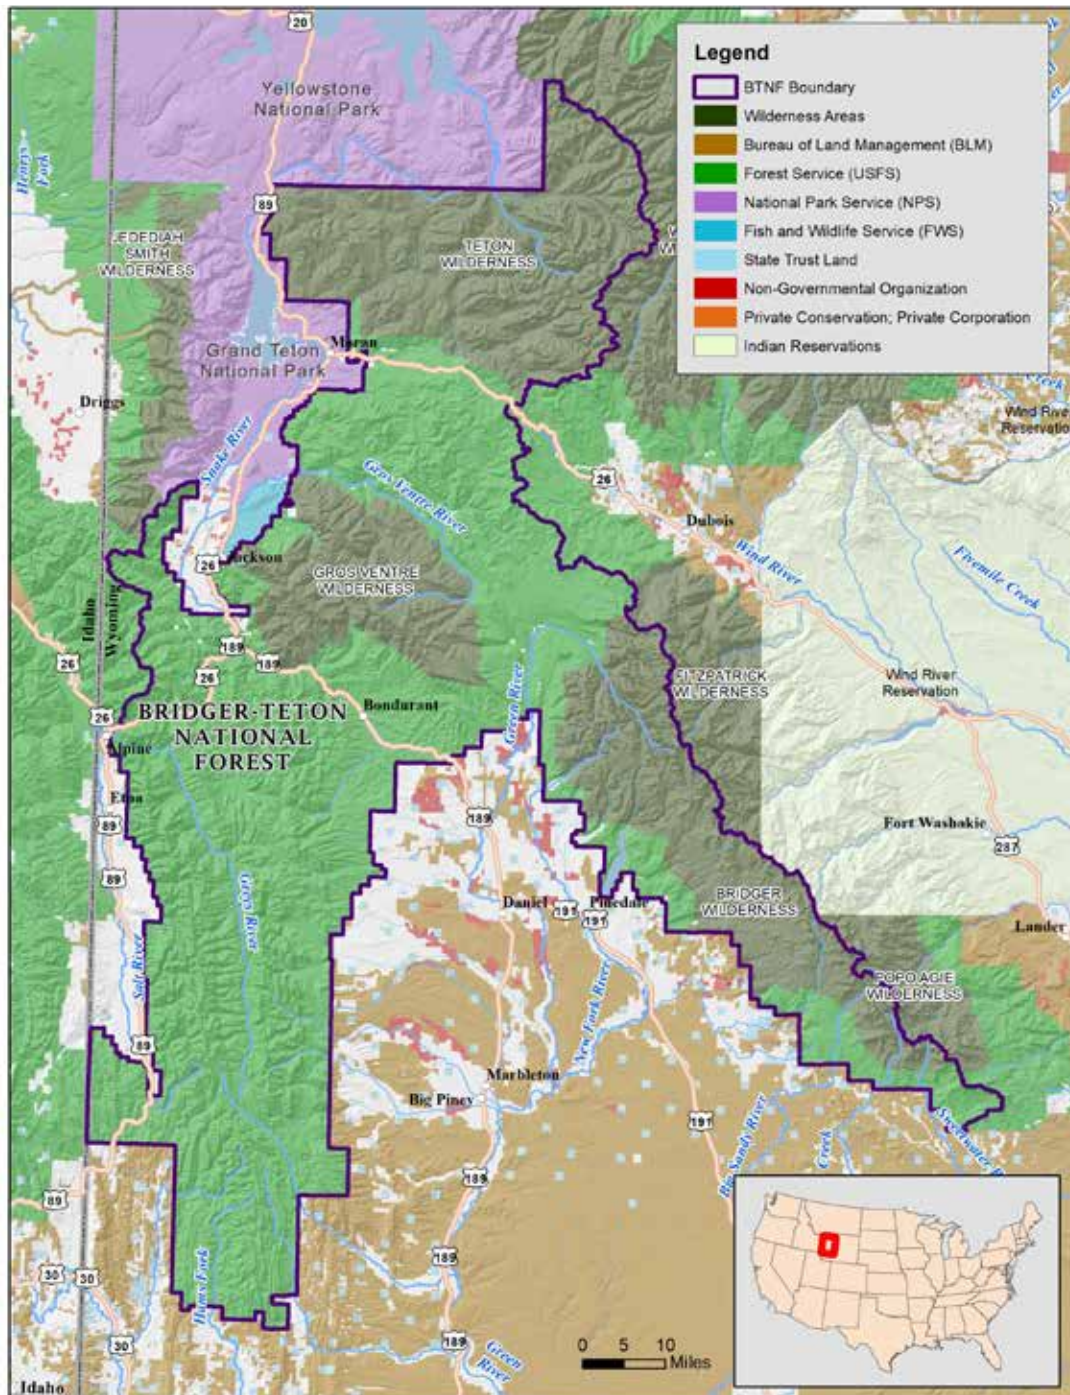 20
Yellowstone
National Park
Henrys
Fork
89
JEDEDIAH
SMITH
WILDERNESS
TETON
WILDERNESS
Legend
BTNF Boundary
Wilderness Areas
Bureau of Land Management (BLM)
Forest Service (USFS)
National Park Service (NPS)
Fish and Wildlife Service (FWS)
State Trust Land
Non-Governmental Organization
Private Conservation; Private Corporation
Indian Reservations
Moran
Grand Teton
National Park
Driggs
Creek
Wind River
Reservation
Snake River
Gros Ventre River
26
Dubois
Wind River
Fivemile Creek
Jackson
26
GROS VENTRE
WILDERNESS
Idaho
Wyoming
26
189
189
26
FITZPATRICK
WILDERNESS
Wind River
Reservation
Green River
26
BRIDGER-TETON
NATIONAL
FOREST
Bondurant
Alpine
Etna
89
189
Fort Washakie
287
89
Greys River
Daniel
191
Pinedale
191
BRIDGER
WILDERNESS
Lander
Salt River
POPO AGIE
WILDERNESS
New Fork River
89
Marbleton
Big Piney
191
Big Sandy River
Creek
Sweetwater R
189
89
30
30
Hams Fork
189
30
189
Green
River
Idaho
0 5 10
Miles